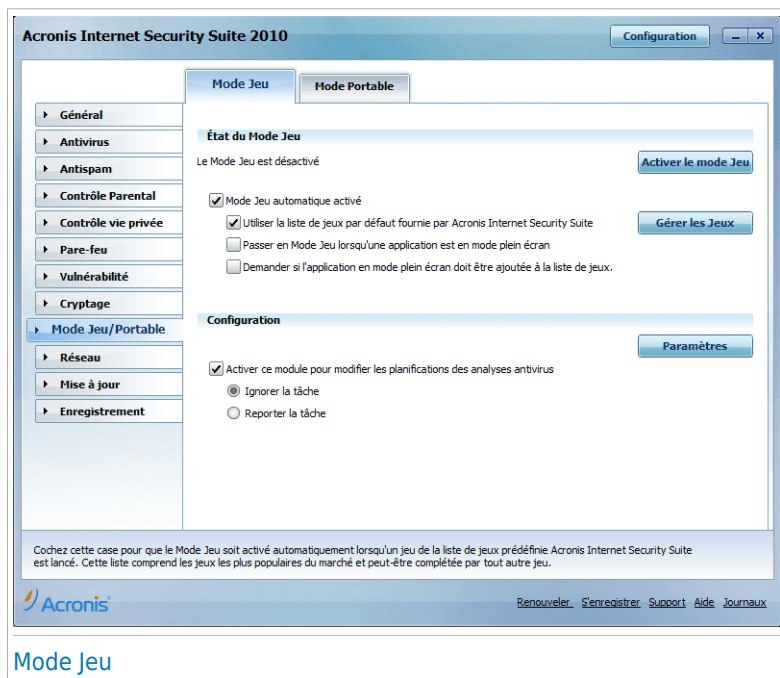 Acronis Internet Security Suite 2010
Configuration
Mode Jeu
Mode Portable
Général
Antivirus
Antispam
Contrôle Parental
Contrôle vie privée
Pare-feu
Vulnérabilité
Cryptage
Mode Jeu/Portable
Réseau
Mise à jour
Enregistrement
État du Mode Jeu
Le Mode Jeu est désactivé
Activer le mode Jeu
Mode Jeu automatique activé
Utiliser la liste de jeux par défaut fournie par Acronis Internet Security Suite
Gérer les Jeux
Passer en Mode Jeu lorsqu'une application est en mode plein écran
Demander si l'application en mode plein écran doit être ajoutée à la liste de jeux.
Configuration
Paramètres
Activer ce module pour modifier les planifications des analyses antivirus
Ignorer la tâche
Reporter la tâche
Cochez cette case pour que le Mode Jeu soit activé automatiquement lorsqu'un jeu de la liste de jeux prédéfinie Acronis Internet Security Suite
est lancé. Cette liste comprend les jeux les plus populaires du marché et peut-être complétée par tout autre jeu.
Acronis
Renouveler S'enregistrer Support Aide Journaux
Mode Jeu